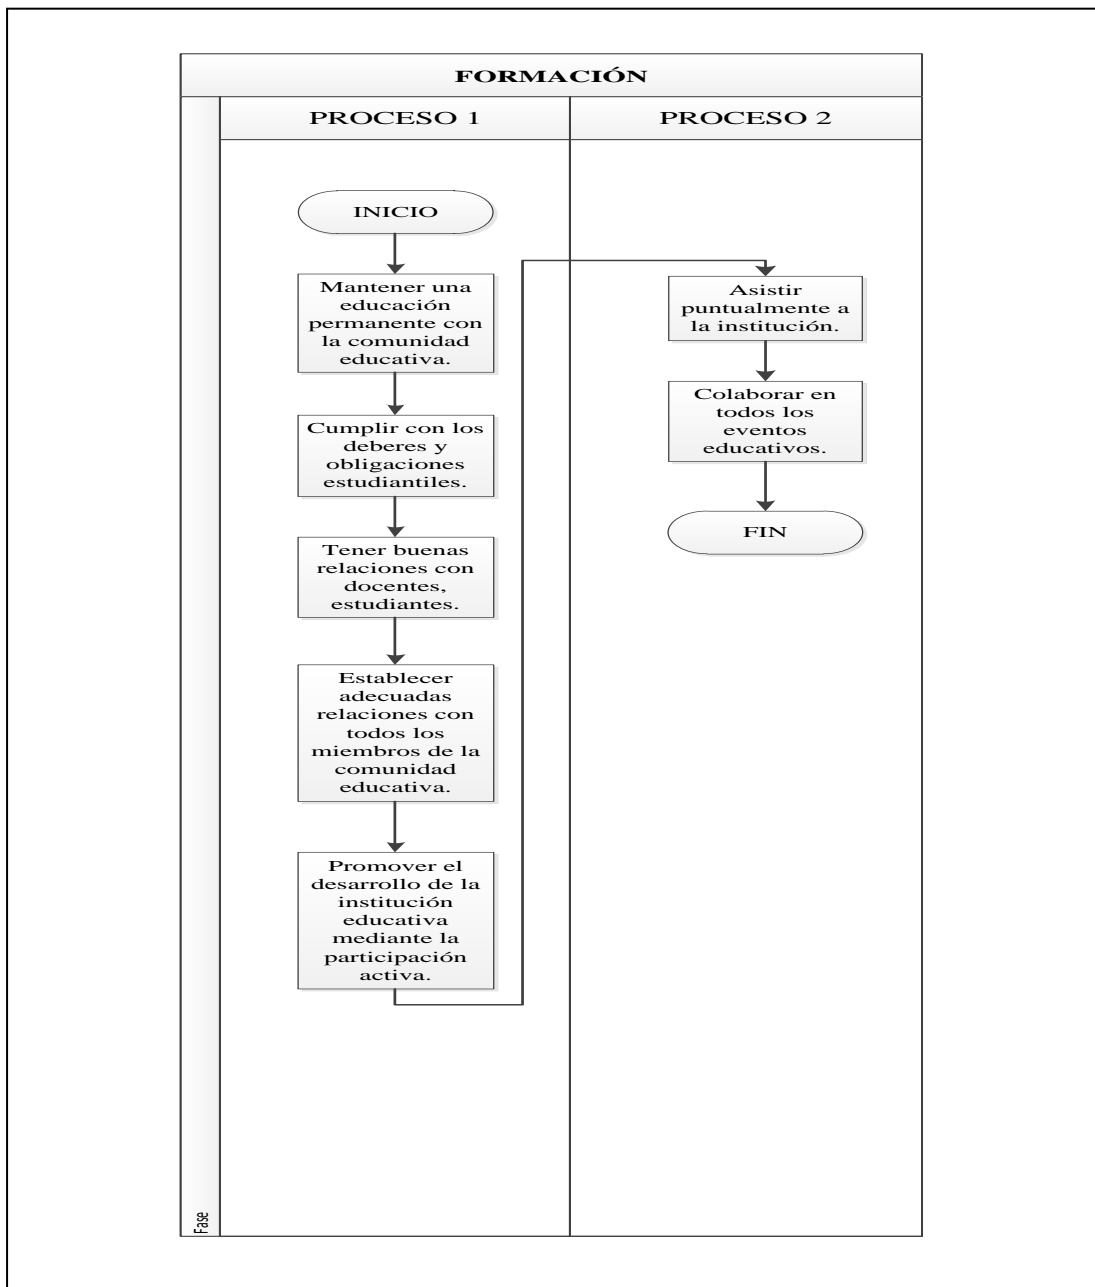 FORMACIÓN
PROCESO 1
PROCESO 2
INICIO
Mantener una
educación
permanente con
la comunidad
educativa.
Cumplir con los
deberes y
obligaciones
estudiantiles.
Tener buenas
relaciones con
docentes,
estudiantes.
Establecer
adecuadas
relaciones con
todos los
miembros de la
comunidad
educativa.
Promover el
desarrollo de la
institución
educativa
mediante la
participación
activa.
Asistir
puntualmente a
la institución.
Colaborar en
todos los
eventos
educativos.
FIN
Fase